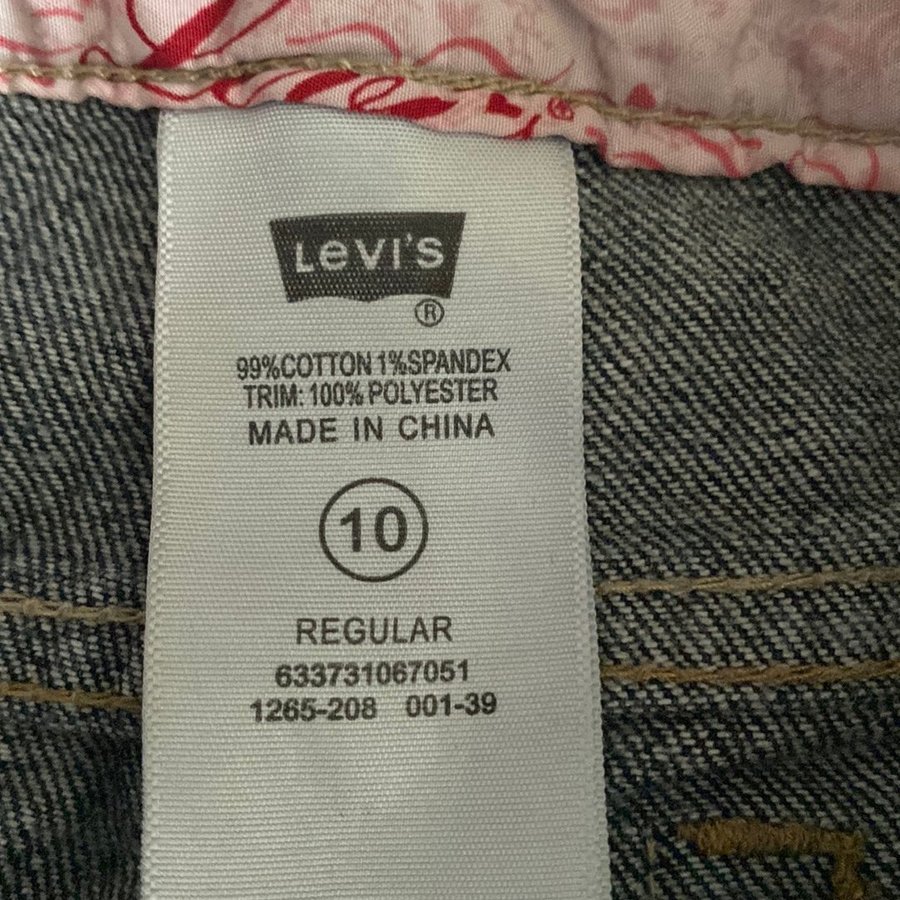 LEVI'S
®
99%COTTON 1%SPANDEX
TRIM: 100% POLYESTER
MADE IN CHINA
10
REGULAR
633731067051
1265-208 001-39